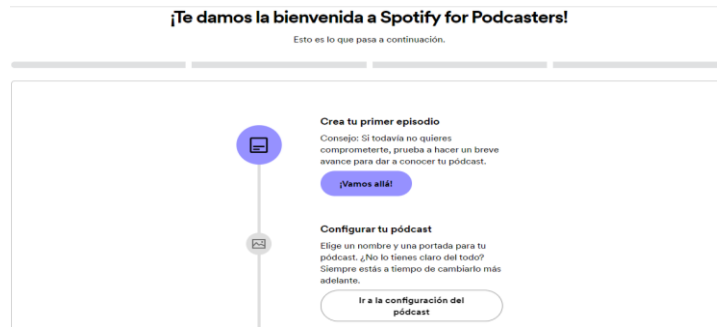 ¡Te damos la bienvenida a Spotify for Podcasters!
Esto es lo que pasa a continuación.
Crea tu primer episodio
Consejo: Si todavía no quieres
comprometerte, prueba a hacer un breve
avance para dar a conocer tu pódcast.
¡Vamos allá!
Configurar tu pódcast
Elige un nombre y una portada para tu
pódcast. ¿No lo tienes claro del todo?
Siempre estás a tiempo de cambiarlo más
adelante.
Ir a la configuración del
pódcast